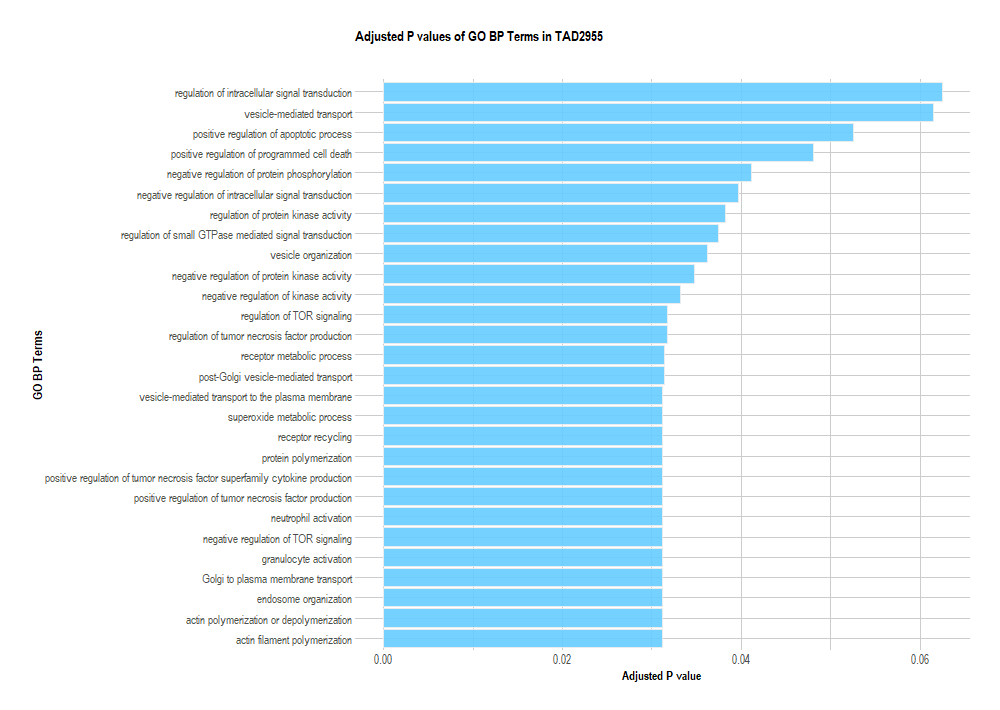 Adjusted P values of GO BP Terms in TAD2955
regulation of intracellular signal transduction
vesicle-mediated transport
positive regulation of apoptotic process
positive regulation of programmed cell death
negative regulation of protein phosphorylation
negative regulation of intracellular signal transduction
regulation of protein kinase activity
regulation of small GTPase mediated signal transduction
vesicle organization
negative regulation of protein kinase activity
negative regulation of kinase activity
regulation of TOR signaling
regulation of tumor necrosis factor production
receptor metabolic process
post-Golgi vesicle-mediated transport
vesicle-mediated transport to the plasma membrane
superoxide metabolic process
receptor recycling
protein polymerization
positive regulation of tumor necrosis factor superfamily cytokine production
positive regulation of tumor necrosis factor production
neutrophil activation
negative regulation of TOR signaling
granulocyte activation
Golgi to plasma membrane transport
endosome organization
actin polymerization or depolymerization
actin filament polymerization
GO BP Terms
0.00 0.02 0.04 0.06
Adjusted P value